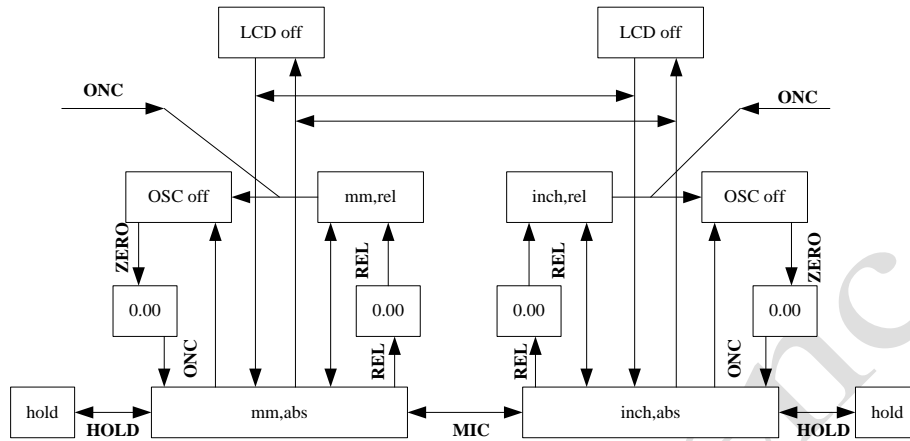 LCD off
LCD off
ONC
ONC
OSC off
mm,rel
inch,rel
OSC off
ZERO
REL
REL
ZERO
0.00
0.00
0.00
0.00
ONC
REL
REL
ONC
hold
HOLD
mm,abs
MIC
inch,abs
HOLD
hold
nc